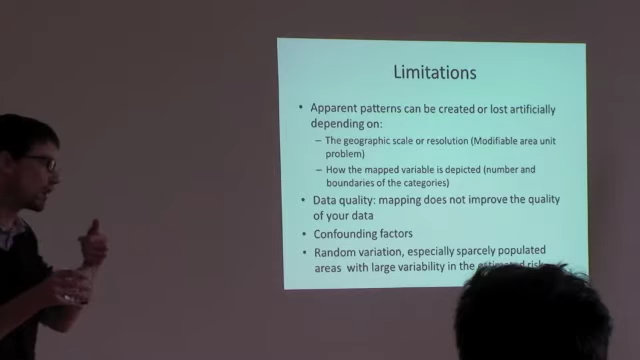 Limitations
• Apparent patterns can be created or lost artificially
depending on:
– The geographic scale or resolution (Modifiable area unit
problem)
– How the mapped variable is depicted (number and
boundaries of the categories)
• Data quality: mapping does not improve the quality
of your data
• Confounding factors
• Random variation, especially sparcely populated
areas with large variability in the estimated risk